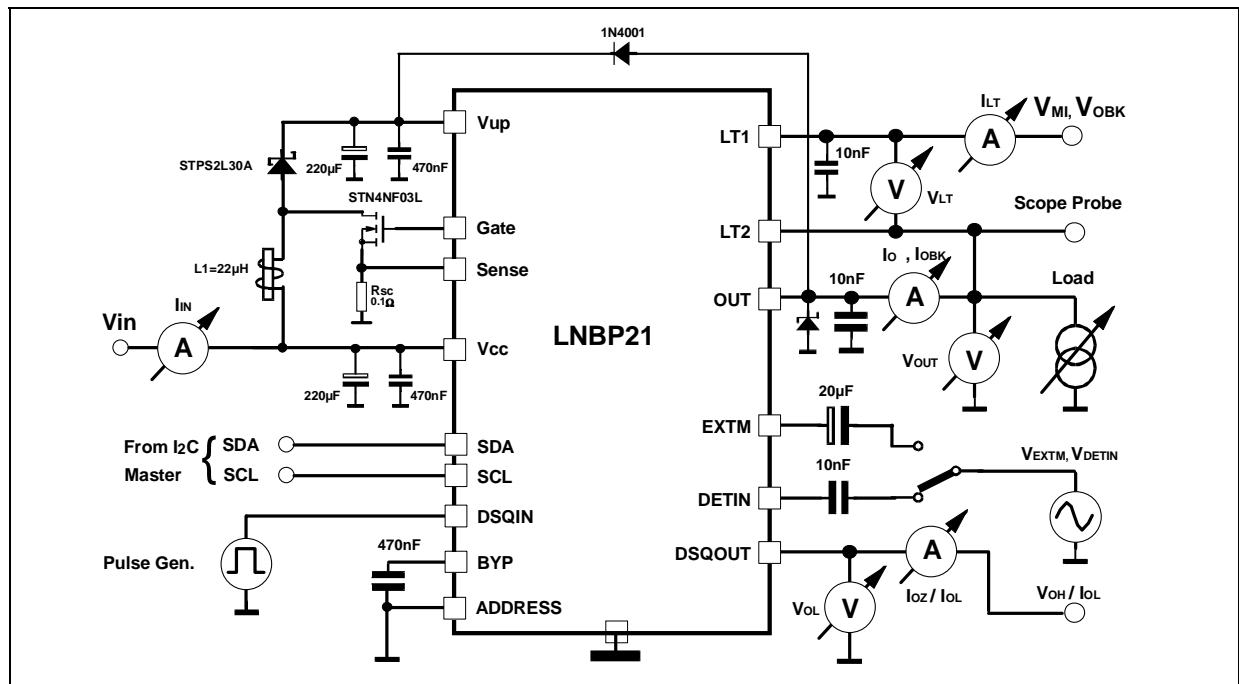 1N4001
Vup
STPS2L30A
220µF
470nF
STN4NF03L
Gate
Sense
L1=22µH
Rsc
0.1Ω
IIN
Vin
A
Vcc
220µF
470nF
From I2C { SDA
Master SCL
SDA
SCL
DSQIN
Pulse Gen.
470nF
BYP
ADDRESS
LNBP21
LT1
10nF
ILT
A
VMI, VOBK
V
VLT
LT2
Scope Probe
IO , IOBK
OUT
10nF
A
Load
VOUT
V
20µF
EXTM
10nF
DETIN
VEXTM, VDETIN
DSQOUT
A
IOZ / IOL
VOL
V
VOH / IOL